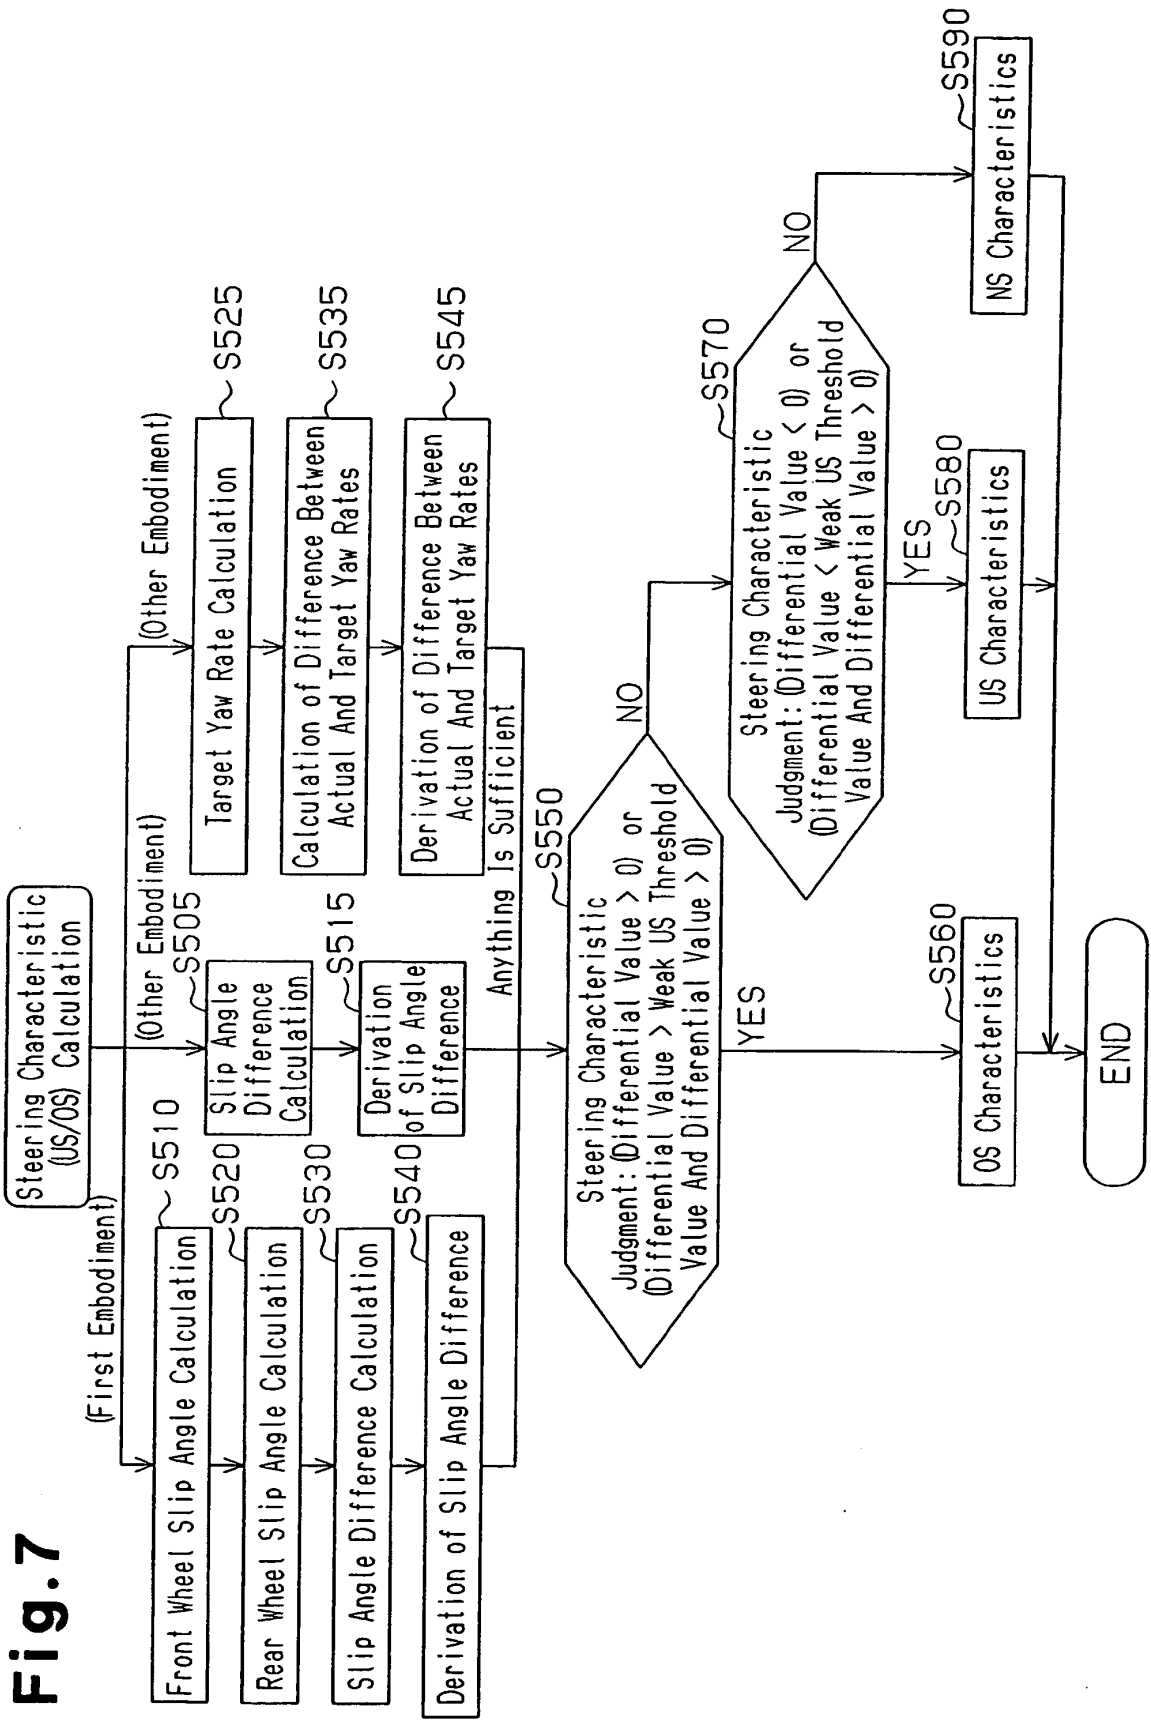 Fig.7
Steering Characteristic
(US/OS) Calculation
(First Embodiment)
(Other Embodiment)
(Other Embodiment)
S510
Front Wheel Slip Angle Calculation
S520
Rear Wheel Slip Angle Calculation
S530
Slip Angle Difference Calculation
S540
Derivation of Slip Angle Difference
S505
Slip Angle
Difference
Calculation
S515
Derivation
of Slip Angle
Difference
S525
Target Yaw Rate Calculation
S535
Calculation of Difference Between
Actual And Target Yaw Rates
S545
Derivation of Difference Between
Actual And Target Yaw Rates
Anything Is Sufficient
S550
Steering Characteristic
Judgment: (Differential Value > 0) or
(Differential Value > Weak US Threshold
Value And Differential Value > 0)
NO
YES
S570
Steering Characteristic
Judgment: (Differential Value < 0) or
(Differential Value < Weak US Threshold
Value And Differential Value > 0)
NO
YES
S560
OS Characteristics
S580
US Characteristics
S590
NS Characteristics
END